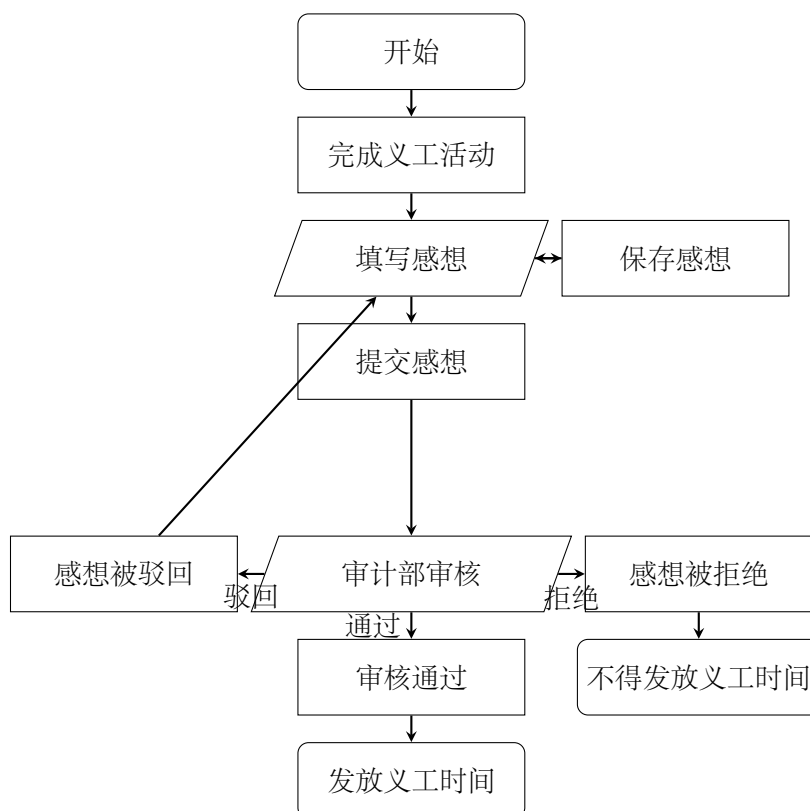 开始
完成义工活动
填写感想
保存感想
提交感想
感想被驳回
驳回
审计部审核
拒绝
感想被拒绝
通过
审核通过
不得发放义工时间
发放义工时间